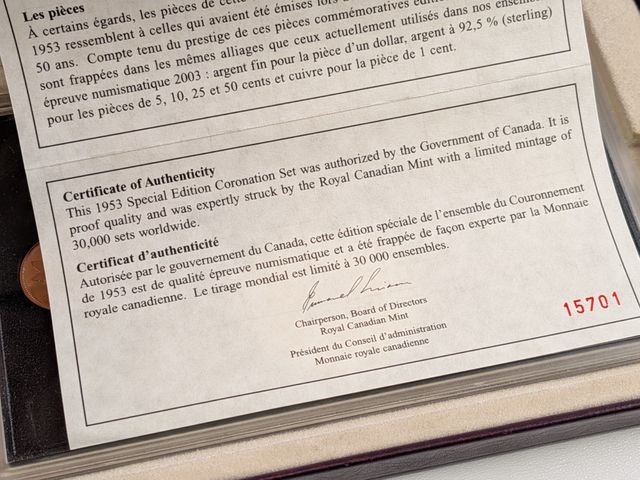 Les pièces
À certains égards, les pièces de
1953 ressemblent à celles qui avaient été émises
50 ans. Compte tenu du prestige de ces pièces commémoratives
sont frappées dans les mêmes alliages que ceux actuellement utilisés dans nos
épreuve numismatique 2003 : argent fin pour la pièce d'un dollar, argent à 92,5 % (sterling)
pour les pièces de 5, 10, 25 et 50 cents et cuivre pour la pièce de 1 cent.
Certificate of Authenticity
This 1953 Special Edition Coronation Set was authorized by the Government of Canada. It is
proof quality and was expertly struck by the Royal Canadian Mint with a limited mintage of
30,000 sets worldwide.
Certificat d'authenticité
Autorisée par le gouvernement du Canada, cette édition spéciale de l'ensemble du Couronnement
de 1953 est de qualité épreuve numismatique et a été frappée de façon experte par la Monnaie
royale canadienne. Le tirage mondial est limité à 30 000 ensembles.
Chairperson, Board of Directors
Royal Canadian Mint
15701
Président du Conseil d'administration
Monnaie royale canadienne